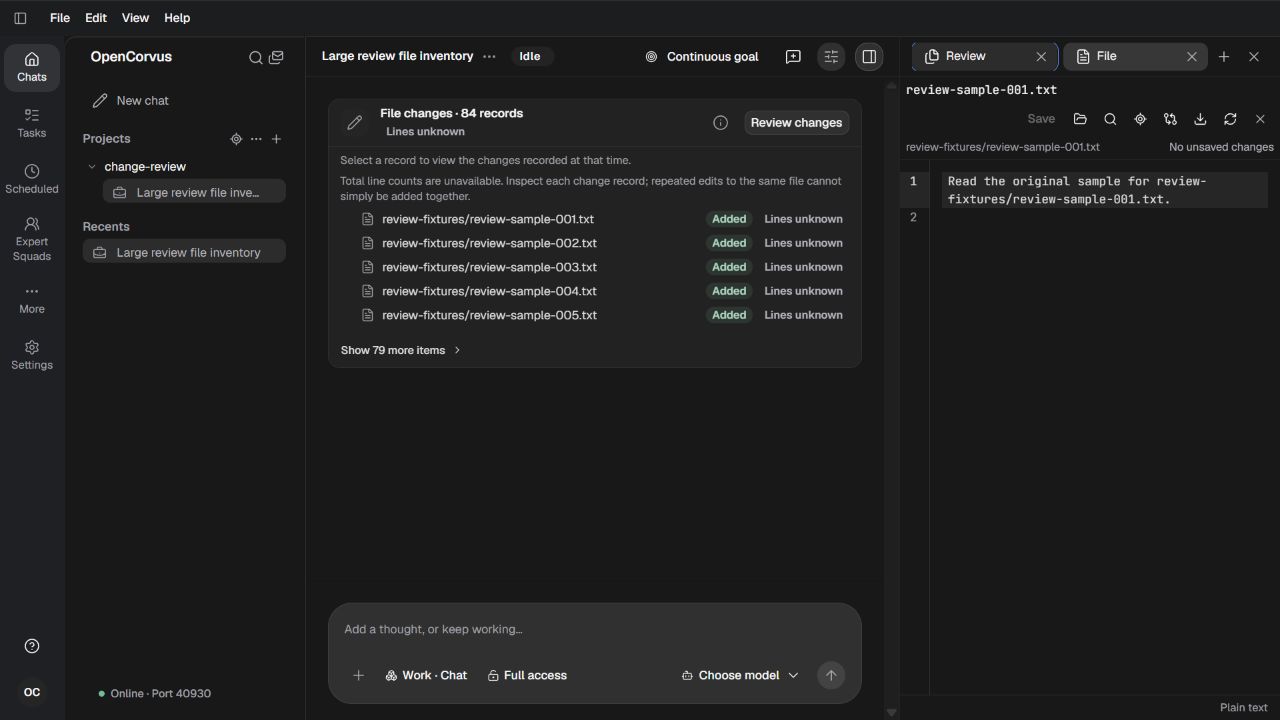 File Edit View Help
Chats
Tasks
Scheduled
Expert
Squads
More
Settings
OC
OpenCorvus
New chat
Projects
change-review
Large review file inve...
Recents
Large review file inventory
Online · Port 40930
Large review file inventory
Idle
Continuous goal
File changes · 84 records
Lines unknown
Review changes
Select a record to view the changes recorded at that time.
Total line counts are unavailable. Inspect each change record; repeated edits to the same file cannot
simply be added together.
review-fixtures/review-sample-001.txt Added Lines unknown
review-fixtures/review-sample-002.txt Added Lines unknown
review-fixtures/review-sample-003.txt Added Lines unknown
review-fixtures/review-sample-004.txt Added Lines unknown
review-fixtures/review-sample-005.txt Added Lines unknown
Show 79 more items
Add a thought, or keep working...
Work · Chat
Full access
Choose model
Review
File
review-sample-001.txt
Save
review-fixtures/review-sample-001.txt
No unsaved changes
1 Read the original sample for review-
fixtures/review-sample-001.txt.
2
Plain text